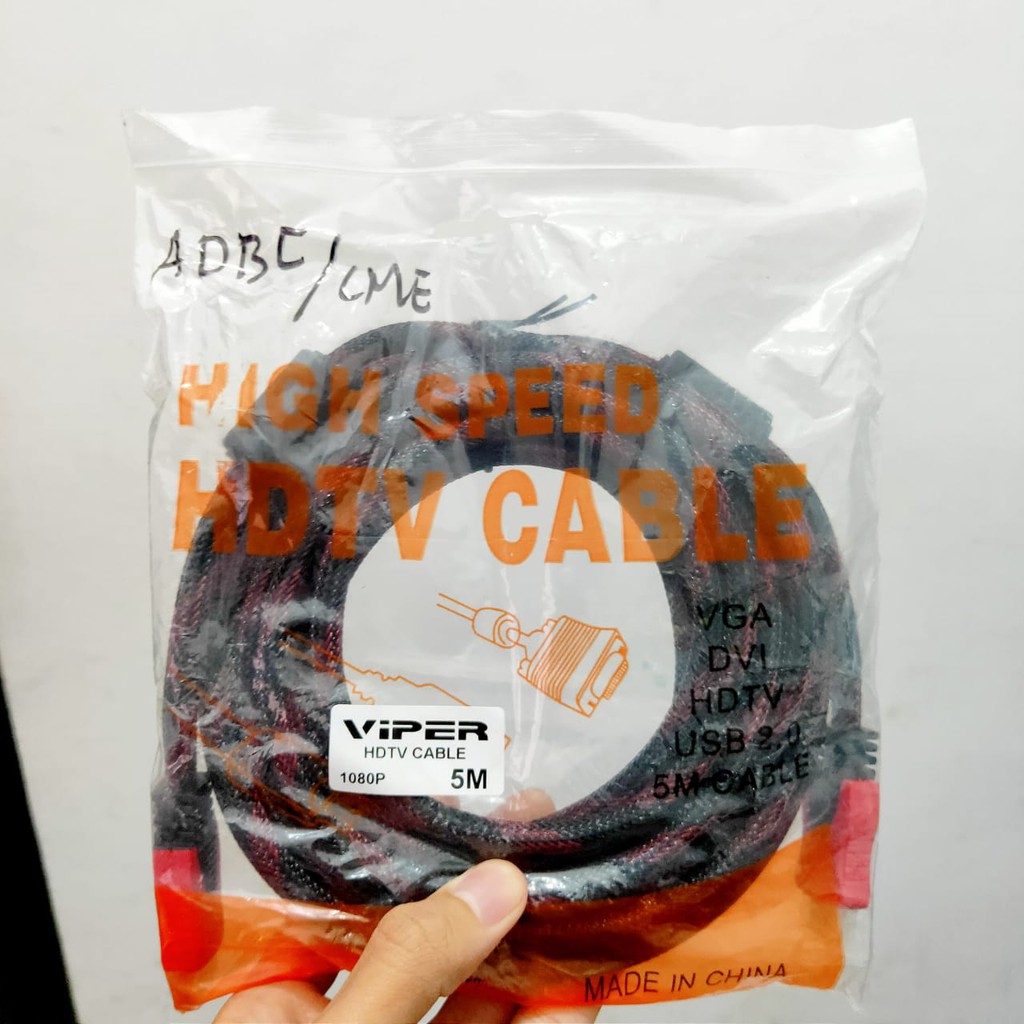 ADBE/CME
HIGH SPEED
HDTV CABLE
VGA
DVI
HDTV
USB 2.0
5M CABLE
ViPER
HDTV CABLE
1080P 5M
MADE IN CHINA